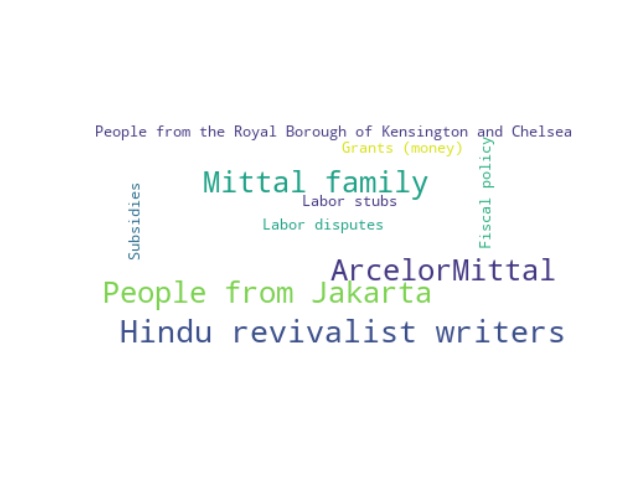 People from the Royal Borough of Kensington and Chelsea
Grants (money)
Fiscal policy
Mittal family
Subsidies
Labor stubs
Labor disputes
ArcelorMittal
People from Jakarta
Hindu revivalist writers